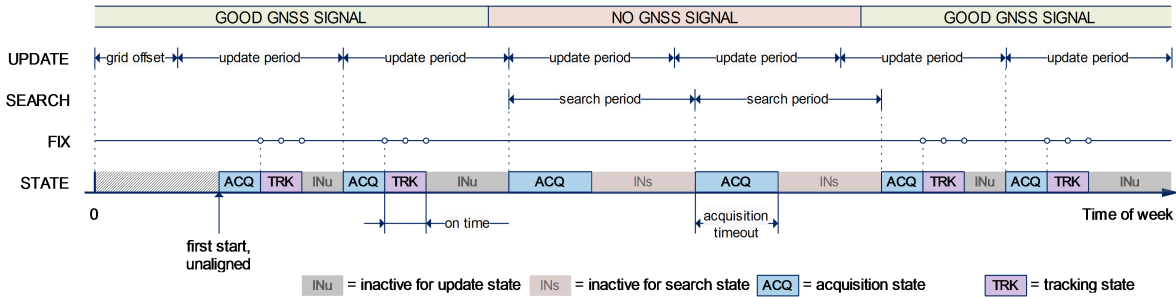 GOOD GNSS SIGNAL NO GNSS SIGNAL GOOD GNSS SIGNAL
UPDATE grid offset update period update period update period update period update period update period
SEARCH search period search period
FIX
STATE ACQ TRK INu ACQ TRK INu ACQ INs ACQ INs ACQ TRK INu ACQ TRK INu
0 on time acquisition Time of week
timeout
first start,
unaligned
INu = inactive for update state INs = inactive for search state ACQ = acquisition state TRK = tracking state